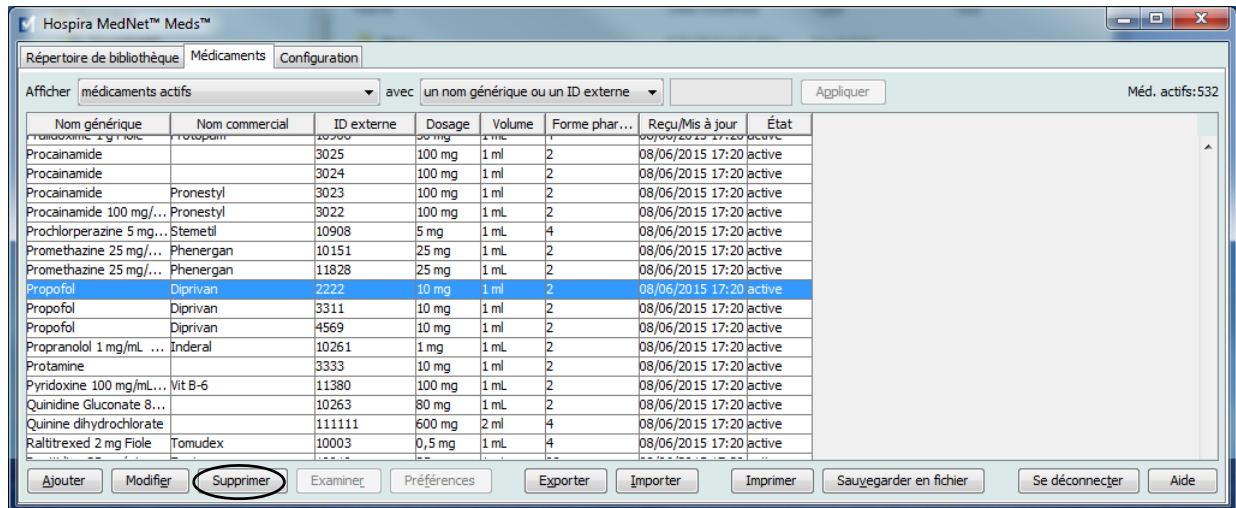 Hospira MedNet™ Meds™
Répertoire de bibliothèque Médicaments Configuration
Afficher médicaments actifs avec un nom générique ou un ID externe Appliquer Méd. actifs:532
Nom générique Nom commercial ID externe Dosage Volume Forme phar... Reçu/Mis à jour État
Procainamide 3025 100 mg 1 ml 2 08/06/2015 17:20 active
Procainamide 3024 100 mg 1 ml 2 08/06/2015 17:20 active
Procainamide Pronestyl 3023 100 mg 1 ml 2 08/06/2015 17:20 active
Procainamide 100 mg/... Pronestyl 3022 100 mg 1 mL 2 08/06/2015 17:20 active
Prochlorperazine 5 mg... Stemetil 10908 5 mg 1 mL 4 08/06/2015 17:20 active
Promethazine 25 mg/... Phenergan 10151 25 mg 1 mL 2 08/06/2015 17:20 active
Promethazine 25 mg/... Phenergan 11828 25 mg 1 mL 2 08/06/2015 17:20 active
Propofol Diprivan 2222 10 mg 1 ml 2 08/06/2015 17:20 active
Propofol Diprivan 3311 10 mg 1 ml 2 08/06/2015 17:20 active
Propofol Diprivan 4569 10 mg 1 ml 2 08/06/2015 17:20 active
Propranolol 1 mg/mL ... Inderal 10261 1 mg 1 mL 2 08/06/2015 17:20 active
Protamine 3333 10 mg 1 ml 2 08/06/2015 17:20 active
Pyridoxine 100 mg/mL... Vit B-6 11380 100 mg 1 mL 2 08/06/2015 17:20 active
Quinidine Gluconate 8... 10263 80 mg 1 mL 2 08/06/2015 17:20 active
Quinine dihydrochlorate 111111 600 mg 2 ml 4 08/06/2015 17:20 active
Raltitrexed 2 mg Fiole Tomudex 10003 0,5 mg 1 mL 4 08/06/2015 17:20 active
Ajouter Modifier Supprimer Examiner Préférences Exporter Importer Imprimer Sauvegarder en fichier Se déconnecter Aide